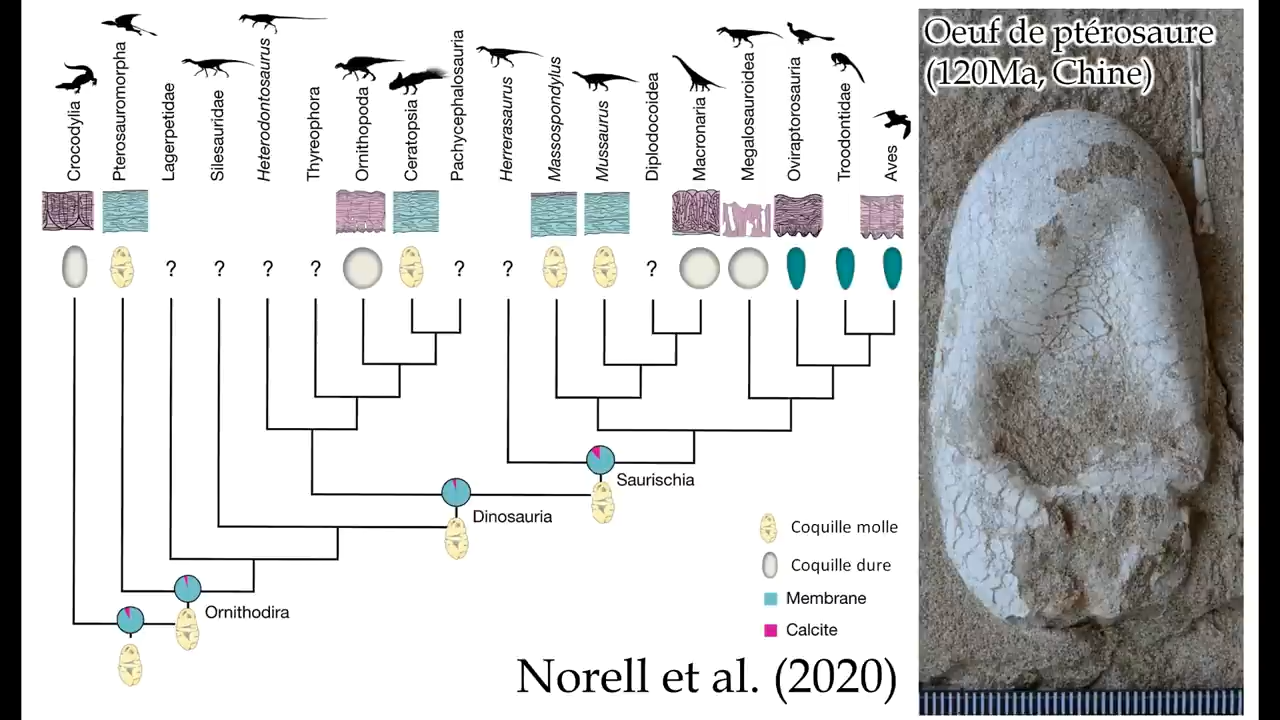 Crocodylia
Pterosauromorpha
Lagerpetidae
Silesauridae
Heterodontosaurus
Thyreophora
Ornithopoda
Ceratopsia
Pachycephalosauria
Herrerasaurus
Massospondylus
Mussaurus
Diplodocoidea
Macronaria
Megalosauroidea
Oviraptorosauria
Troodontidae
Aves
? ? ? ? ? ? ?
Saurischia
Dinosauria
Ornithodira
Coquille molle
Coquille dure
Membrane
Calcite
Norell et al. (2020)
Oeuf de ptérosaure
(120Ma, Chine)